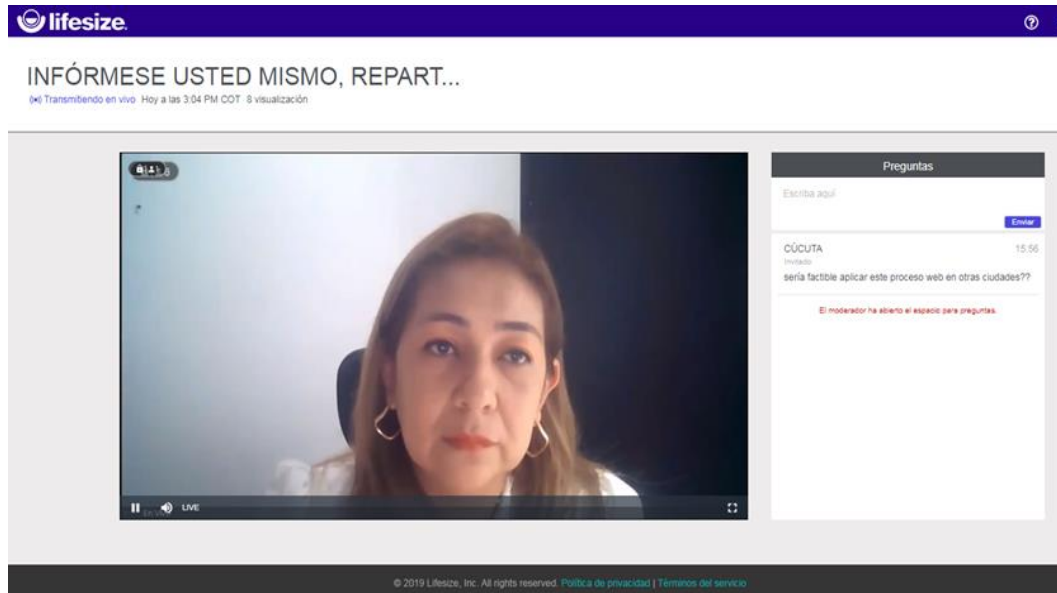 lifesize.
INFÓRMESE USTED MISMO, REPART...
Transmitiendo en vivo Hoy a las 3:04 PM COT 8 visualización
Preguntas
Escriba aquí
Enviar
CÚCUTA 15:56
Invitado
sería factible aplicar este proceso web en otras ciudades??
El moderador ha abierto el espacio para preguntas.
LIVE
© 2019 Lifesize, Inc. All rights reserved. Política de privacidad | Términos del servicio